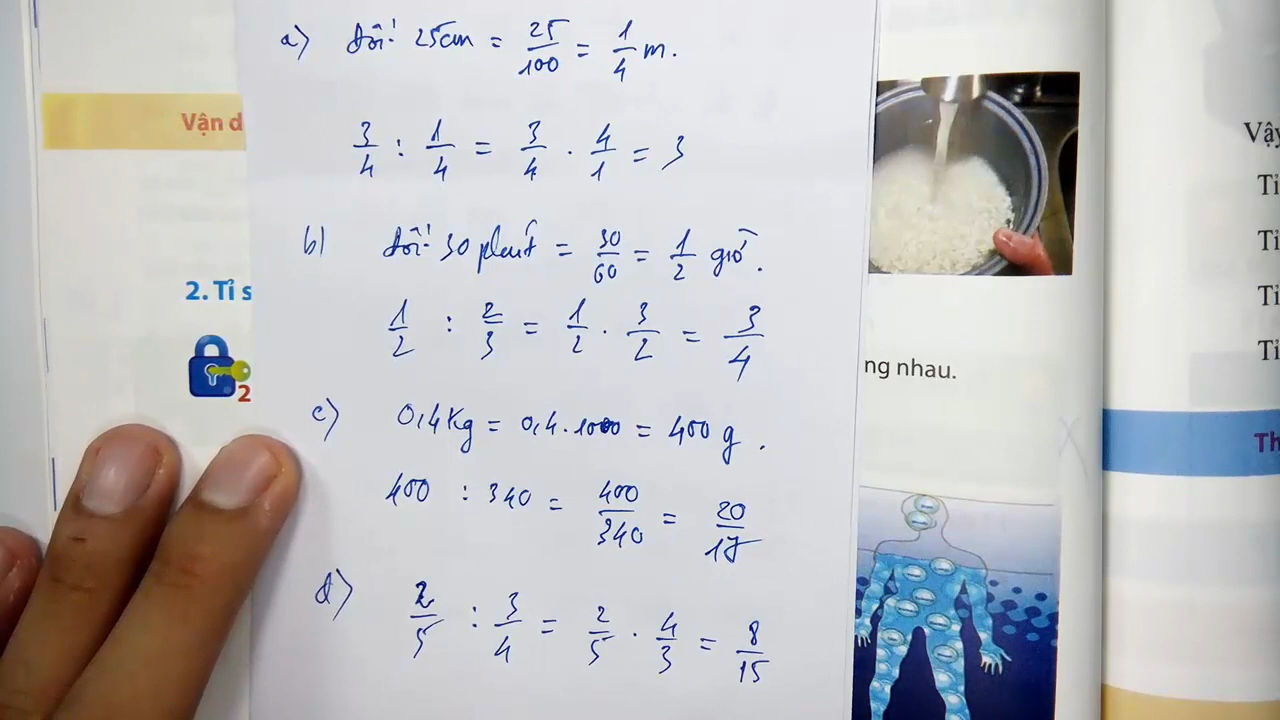 a) đổi 25cm = 25/100 = 1/4 m.
3/4 : 1/4 = 3/4 . 4/1 = 3
b) đổi 30 phút = 30/60 = 1/2 giờ.
1/2 : 2/3 = 1/2 . 3/2 = 3/4
c) 0,4kg = 0,4.1000 = 400g.
400 : 340 = 400/340 = 20/17
d) 2/5 : 3/4 = 2/5 . 4/3 = 8/15
Vận d
2. Tỉ s
2
ng nhau.
Vậy
Tỉ
Tỉ
Tỉ
Tỉ
Th